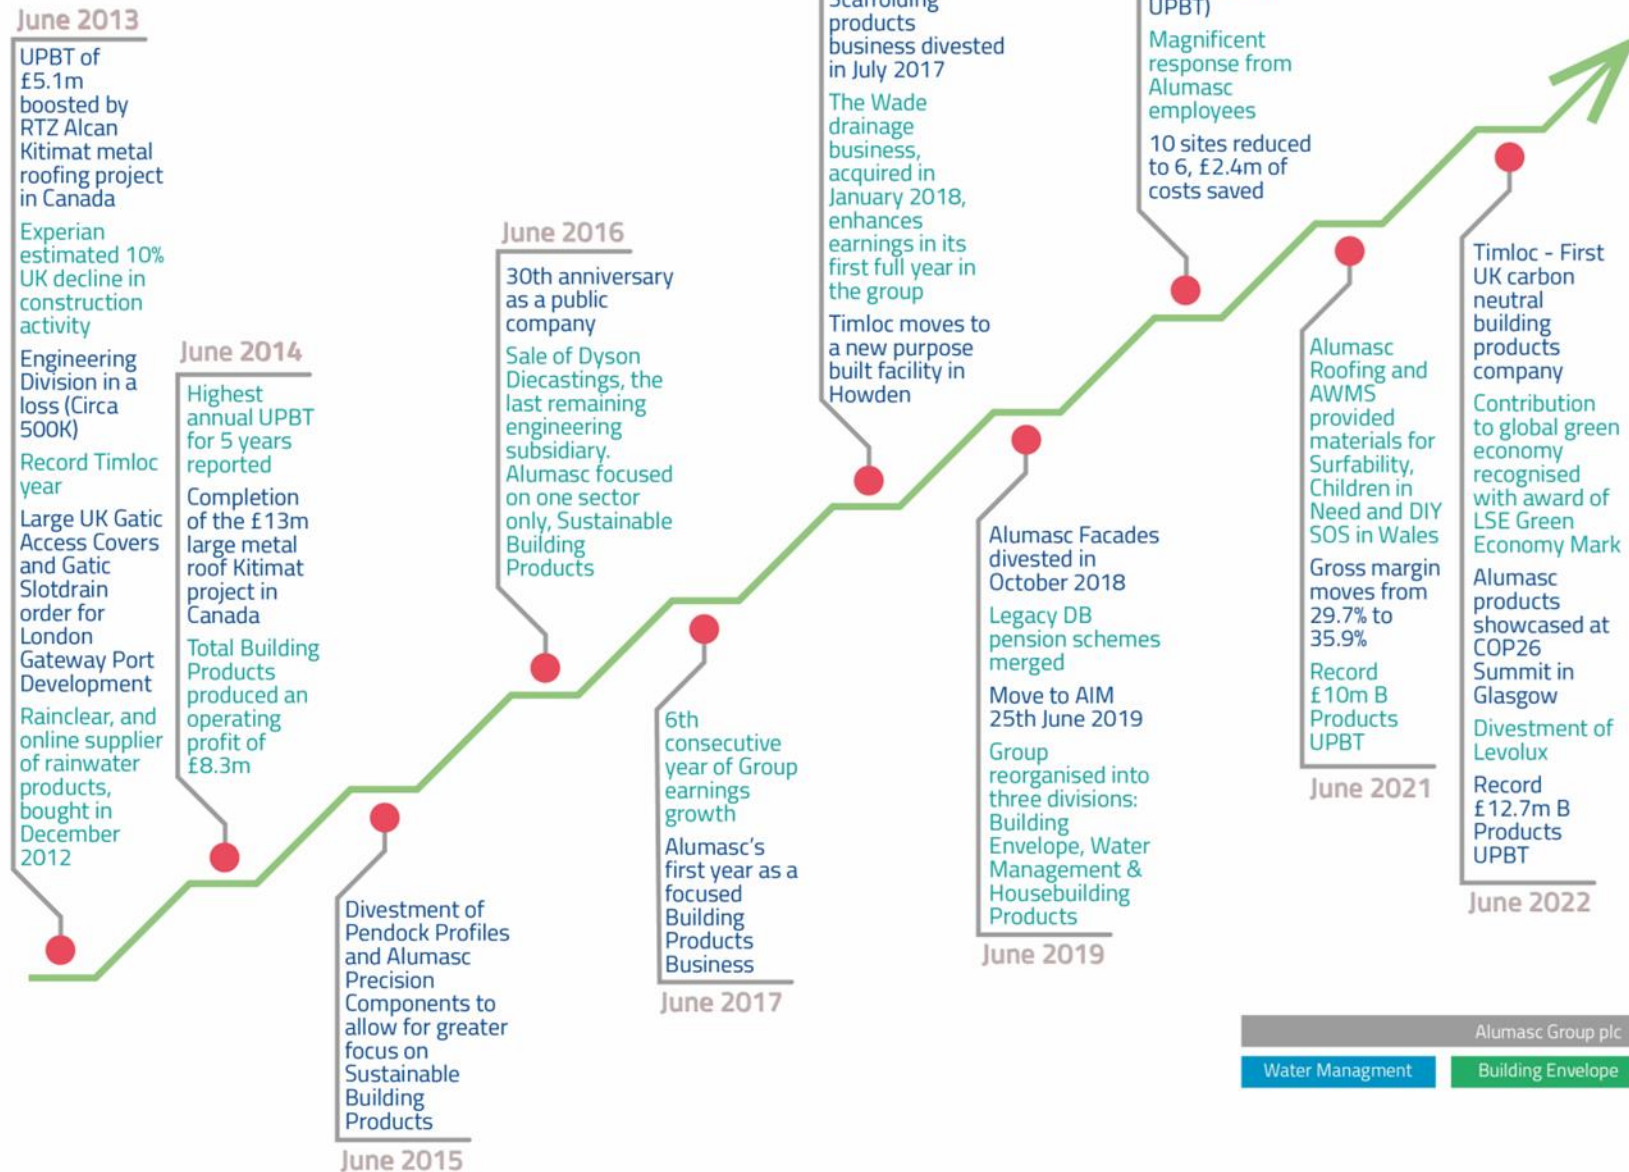 June 2013
UPBT of
£5.1m
boosted by
RTZ Alcan
Kitimat metal
roofing project
in Canada
Experian
estimated 10%
UK decline in
construction
activity
Engineering
Division in a
loss (Circa
500K)
Record Timloc
year
Large UK Gatic
Access Covers
and Gatic
Slotdrain
order for
London
Gateway Port
Development
Rainclear, and
online supplier
of rainwater
products,
bought in
December
2012
June 2014
Highest
annual UPBT
for 5 years
reported
Completion
of the £13m
large metal
roof Kitimat
project in
Canada
Total Building
Products
produced an
operating
profit of
£8.3m
Divestment of
Pendock Profiles
and Alumasc
Precision
Components to
allow for greater
focus on
Sustainable
Building
Products
June 2015
June 2016
30th anniversary
as a public
company
Sale of Dyson
Diecastings, the
last remaining
engineering
subsidiary.
Alumasc focused
on one sector
only, Sustainable
Building
Products
6th
consecutive
year of Group
earnings
growth
Alumasc's
first year as a
focused
Building
Products
Business
June 2017
Scaffolding
products
business divested
in July 2017
The Wade
drainage
business,
acquired in
January 2018,
enhances
earnings in its
first full year in
the group
Timloc moves to
a new purpose
built facility in
Howden
Alumasc Facades
divested in
October 2018
Legacy DB
pension schemes
merged
Move to AIM
25th June 2019
Group
reorganised into
three divisions:
Building
Envelope, Water
Management &
Housebuilding
Products
June 2019
UPBT)
Magnificent
response from
Alumasc
employees
10 sites reduced
to 6, £2.4m of
costs saved
Alumasc
Roofing and
AWMS
provided
materials for
Surfability,
Children in
Need and DIY
SOS in Wales
Gross margin
moves from
29.7% to
35.9%
Record
£10m B
Products
UPBT
June 2021
Timloc - First
UK carbon
neutral
building
products
company
Contribution
to global green
economy
recognised
with award of
LSE Green
Economy Mark
Alumasc
products
showcased at
COP26
Summit in
Glasgow
Divestment of
Levolux
Record
£12.7m B
Products
UPBT
June 2022
Alumasc Group plc
Water Managment
Building Envelope